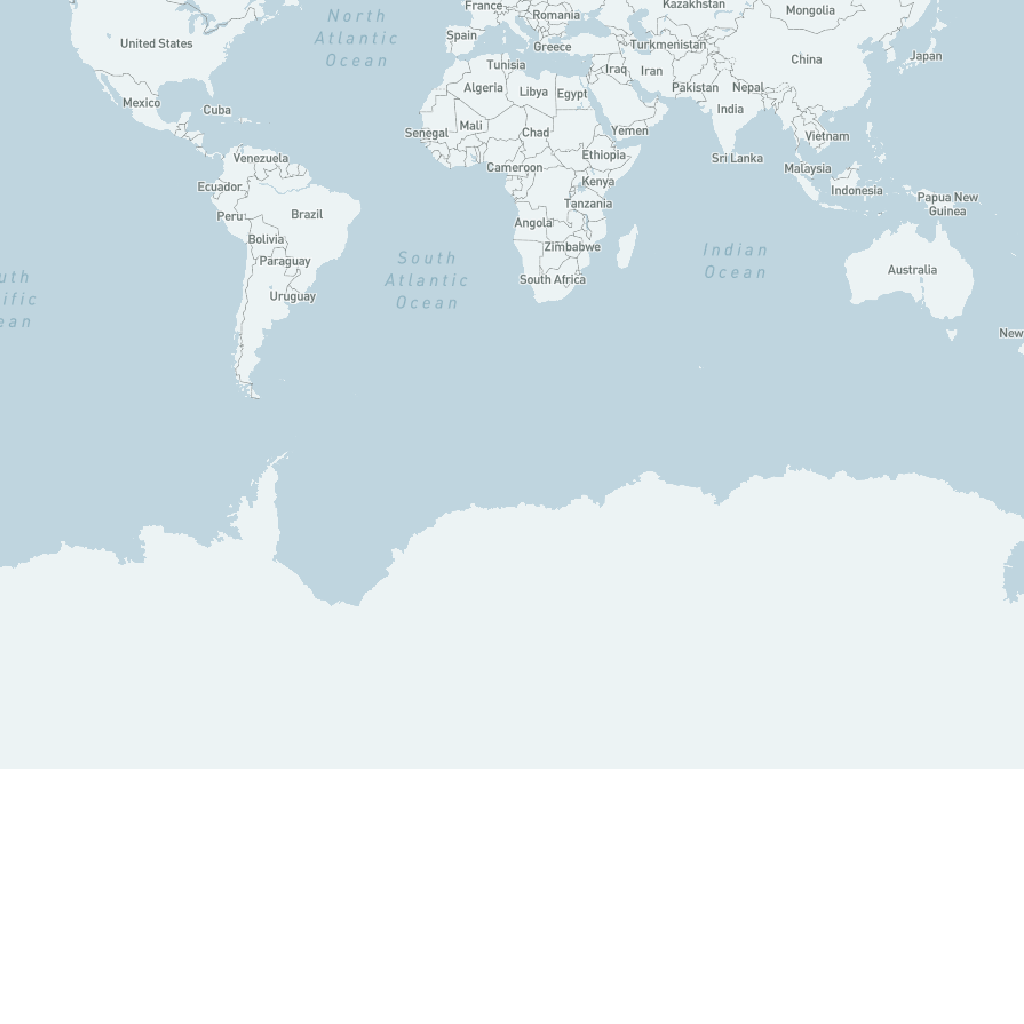 North
Atlantic
Ocean
France
Romania
Kazakhstan
Mongolia
United States
Spain
Greece
Turkmenistan
China
Japan
Tunisia
Iraq
Iran
Algeria
Libya
Egypt
Pakistan
Nepal
Mexico
Cuba
India
Senegal
Mali
Chad
Yemen
Vietnam
Venezuela
Ethiopia
Sri Lanka
Cameroon
Malaysia
Ecuador
Kenya
Indonesia
Papua New
Guinea
Tanzania
Peru
Brazil
Angola
Bolivia
Zimbabwe
Paraguay
South
Atlantic
Ocean
Indian
Ocean
Australia
South Africa
Uruguay
uth
ific
ean
New